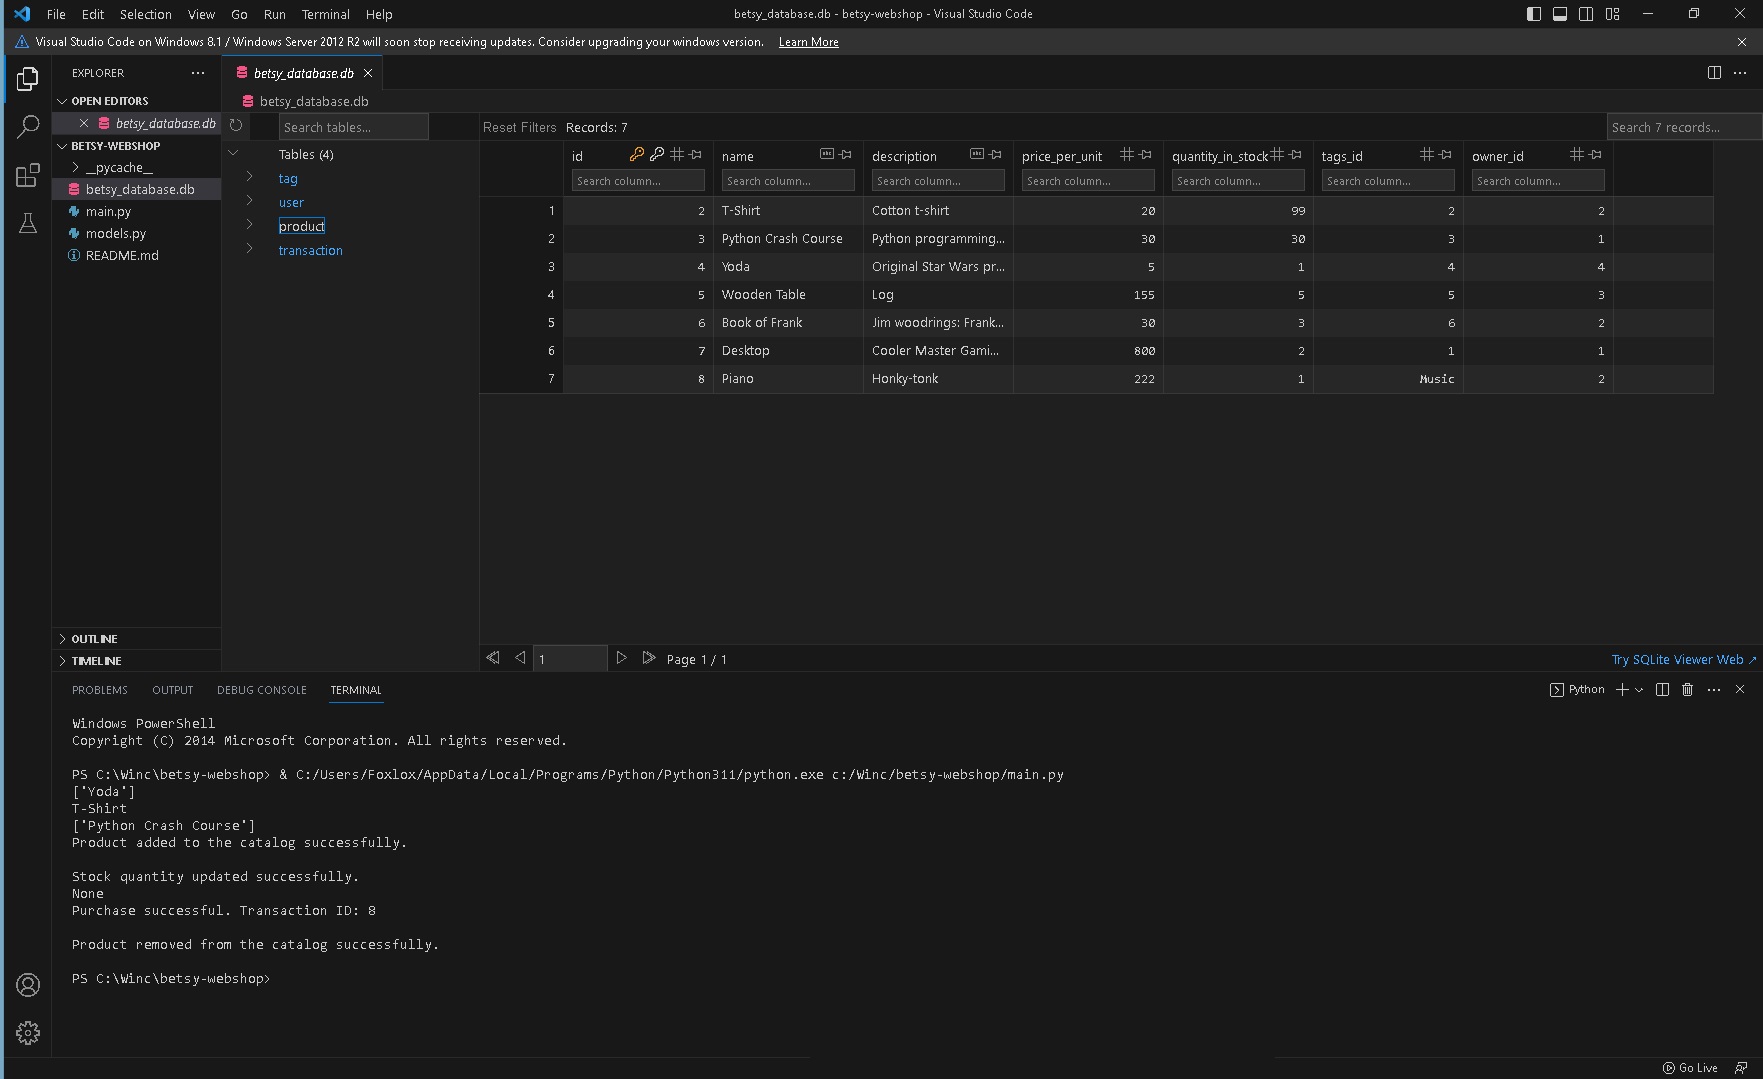 File Edit Selection View Go Run Terminal Help betsy_database.db - betsy-webshop - Visual Studio Code
Visual Studio Code on Windows 8.1 / Windows Server 2012 R2 will soon stop receiving updates. Consider upgrading your windows version. Learn More
EXPLORER
OPEN EDITORS
betsy_database.db
BETSY-WEBSHOP
__pycache__
betsy_database.db
main.py
models.py
README.md
OUTLINE
TIMELINE
betsy_database.db
betsy_database.db
Search tables...
Tables (4)
tag
user
product
transaction
Reset Filters Records: 7 Search 7 records...
id name description price_per_unit quantity_in_stock tags_id owner_id
Search column... Search column... Search column... Search column... Search column... Search column... Search column...
1 2 T-Shirt Cotton t-shirt 20 99 2 2
2 3 Python Crash Course Python programming... 30 30 3 1
3 4 Yoda Original Star Wars pr... 5 1 4 4
4 5 Wooden Table Log 155 5 5 3
5 6 Book of Frank Jim woodrings: Frank... 30 3 6 2
6 7 Desktop Cooler Master Gami... 800 2 1 1
7 8 Piano Honky-tonk 222 1 Music 2
1 Page 1 / 1 Try SQLite Viewer Web ↗
PROBLEMS OUTPUT DEBUG CONSOLE TERMINAL Python
Windows PowerShell
Copyright (C) 2014 Microsoft Corporation. All rights reserved.
PS C:\Winc\betsy-webshop> & C:/Users/Foxlox/AppData/Local/Programs/Python/Python311/python.exe c:/Winc/betsy-webshop/main.py
['Yoda']
T-Shirt
['Python Crash Course']
Product added to the catalog successfully.
Stock quantity updated successfully.
None
Purchase successful. Transaction ID: 8
Product removed from the catalog successfully.
PS C:\Winc\betsy-webshop>
Go Live